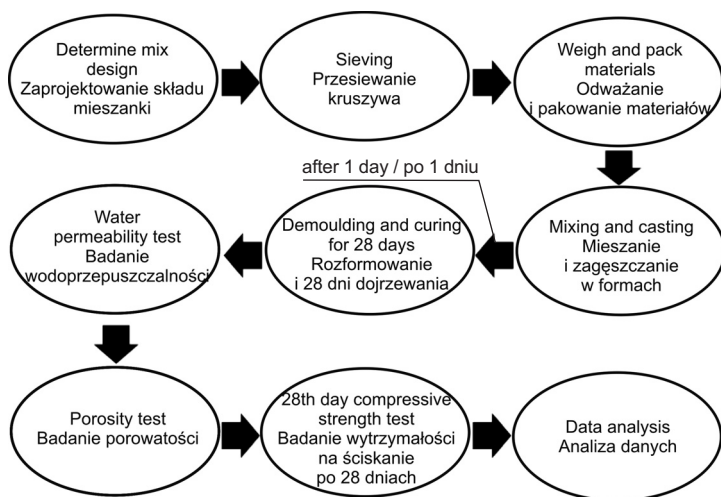 Determine mix
design
Zaprojektowanie składu
mieszanki
Sieving
Przesiewanie
kruszywa
Weigh and pack
materials
Odważanie
i pakowanie materiałów
after 1 day / po 1 dniu
Mixing and casting
Mieszanie
i zagęszczanie
w formach
Demoulding and curing
for 28 days
Rozformowanie
i 28 dni dojrzewania
Water
permeability test
Badanie
wodoprzepuszczalności
Porosity test
Badanie porowatości
28th day compressive
strength test
Badanie wytrzymałości
na ściskanie
po 28 dniach
Data analysis
Analiza danych